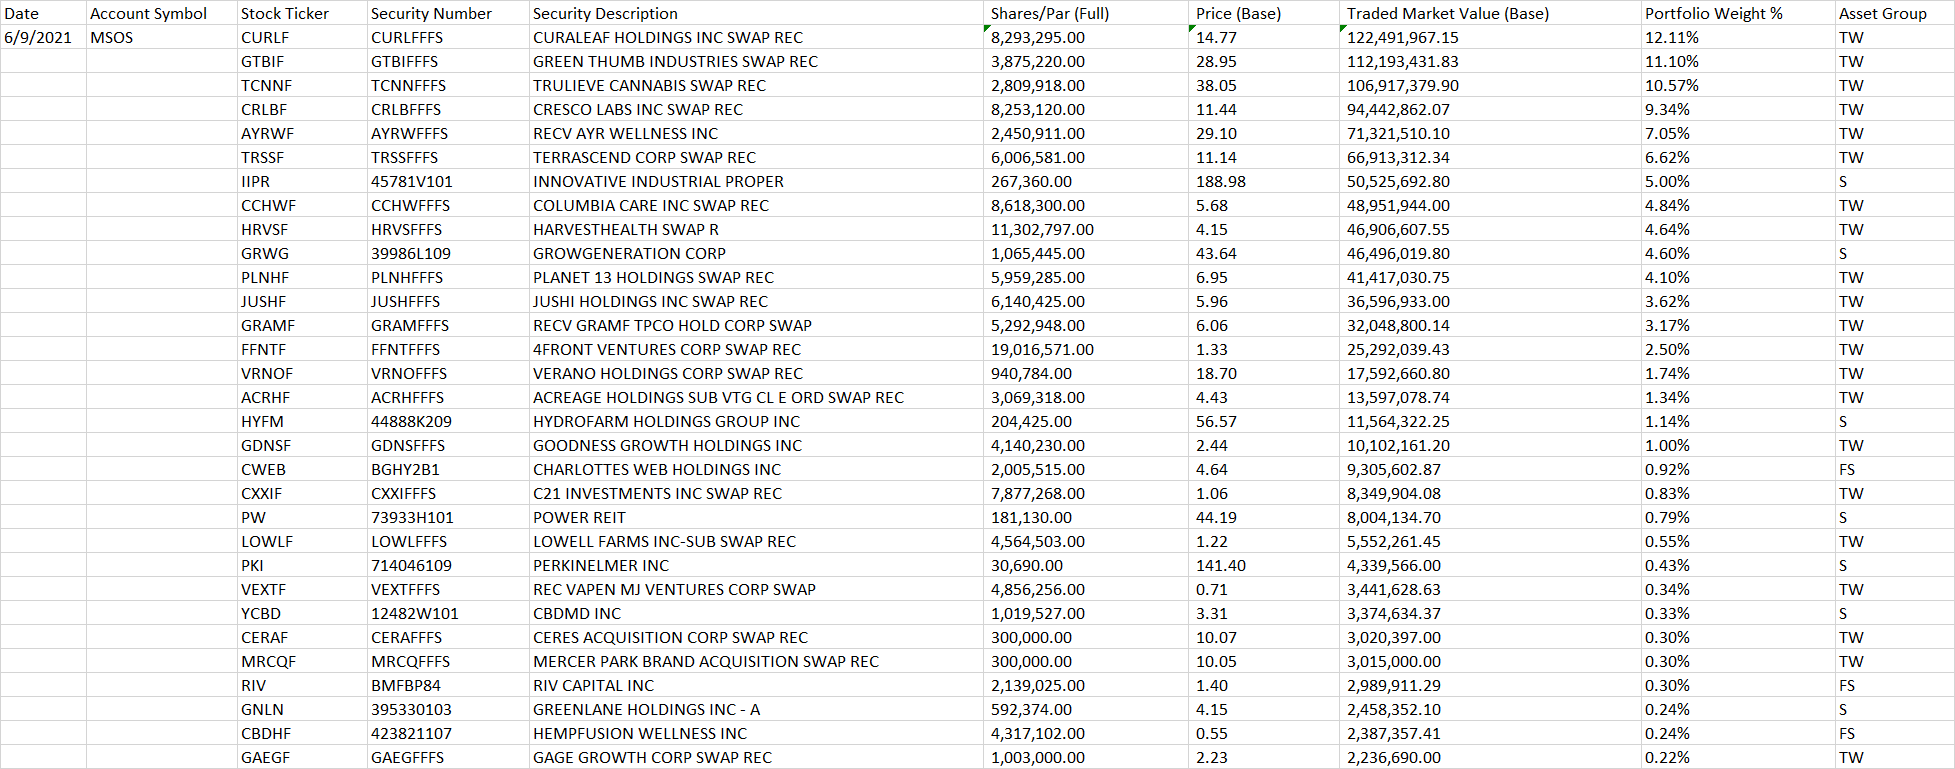 Date Account Symbol Stock Ticker Security Number Security Description Shares/Par (Full) Price (Base) Traded Market Value (Base) Portfolio Weight % Asset Group
6/9/2021 MSOS CURLF CURLFFFS CURALEAF HOLDINGS INC SWAP REC 8,293,295.00 14.77 122,491,967.15 12.11% TW
GTBIF GTBIFFFS GREEN THUMB INDUSTRIES SWAP REC 3,875,220.00 28.95 112,193,431.83 11.10% TW
TCNNF TCNNFFFS TRULIEVE CANNABIS SWAP REC 2,809,918.00 38.05 106,917,379.90 10.57% TW
CRLBF CRLBFFFS CRESCO LABS INC SWAP REC 8,253,120.00 11.44 94,442,862.07 9.34% TW
AYRWF AYRWFFFS RECV AYR WELLNESS INC 2,450,911.00 29.10 71,321,510.10 7.05% TW
TRSSF TRSSFFFS TERRASCEND CORP SWAP REC 6,006,581.00 11.14 66,913,312.34 6.62% TW
IIPR 45781V101 INNOVATIVE INDUSTRIAL PROPER 267,360.00 188.98 50,525,692.80 5.00% S
CCHWF CCHWFFFS COLUMBIA CARE INC SWAP REC 8,618,300.00 5.68 48,951,944.00 4.84% TW
HRVSF HRVSFFFS HARVESTHEALTH SWAP R 11,302,797.00 4.15 46,906,607.55 4.64% TW
GRWG 39986L109 GROWGENERATION CORP 1,065,445.00 43.64 46,496,019.80 4.60% S
PLNHF PLNHFFFS PLANET 13 HOLDINGS SWAP REC 5,959,285.00 6.95 41,417,030.75 4.10% TW
JUSHF JUSHFFFS JUSHI HOLDINGS INC SWAP REC 6,140,425.00 5.96 36,596,933.00 3.62% TW
GRAMF GRAMFFFS RECV GRAMF TPCO HOLD CORP SWAP 5,292,948.00 6.06 32,048,800.14 3.17% TW
FFNTF FFNTFFFS 4FRONT VENTURES CORP SWAP REC 19,016,571.00 1.33 25,292,039.43 2.50% TW
VRNOF VRNOFFFS VERANO HOLDINGS CORP SWAP REC 940,784.00 18.70 17,592,660.80 1.74% TW
ACRHF ACRHFFFS ACREAGE HOLDINGS SUB VTG CL E ORD SWAP REC 3,069,318.00 4.43 13,597,078.74 1.34% TW
HYFM 44888K209 HYDROFARM HOLDINGS GROUP INC 204,425.00 56.57 11,564,322.25 1.14% S
GDNSF GDNSFFFS GOODNESS GROWTH HOLDINGS INC 4,140,230.00 2.44 10,102,161.20 1.00% TW
CWEB BGHY2B1 CHARLOTTES WEB HOLDINGS INC 2,005,515.00 4.64 9,305,602.87 0.92% FS
CXXIF CXXIFFFS C21 INVESTMENTS INC SWAP REC 7,877,268.00 1.06 8,349,904.08 0.83% TW
PW 73933H101 POWER REIT 181,130.00 44.19 8,004,134.70 0.79% S
LOWLF LOWLFFFS LOWELL FARMS INC-SUB SWAP REC 4,564,503.00 1.22 5,552,261.45 0.55% TW
PKI 714046109 PERKINELMER INC 30,690.00 141.40 4,339,566.00 0.43% S
VEXTF VEXTFFFS REC VAPEN MJ VENTURES CORP SWAP 4,856,256.00 0.71 3,441,628.63 0.34% TW
YCBD 12482W101 CBDMD INC 1,019,527.00 3.31 3,374,634.37 0.33% S
CERAF CERAFFFS CERES ACQUISITION CORP SWAP REC 300,000.00 10.07 3,020,397.00 0.30% TW
MRCQF MRCQFFFS MERCER PARK BRAND ACQUISITION SWAP REC 300,000.00 10.05 3,015,000.00 0.30% TW
RIV BMFBP84 RIV CAPITAL INC 2,139,025.00 1.40 2,989,911.29 0.30% FS
GNLN 395330103 GREENLANE HOLDINGS INC - A 592,374.00 4.15 2,458,352.10 0.24% S
CBDHF 423821107 HEMPFUSION WELLNESS INC 4,317,102.00 0.55 2,387,357.41 0.24% FS
GAEGF GAEGFFFS GAGE GROWTH CORP SWAP REC 1,003,000.00 2.23 2,236,690.00 0.22% TW